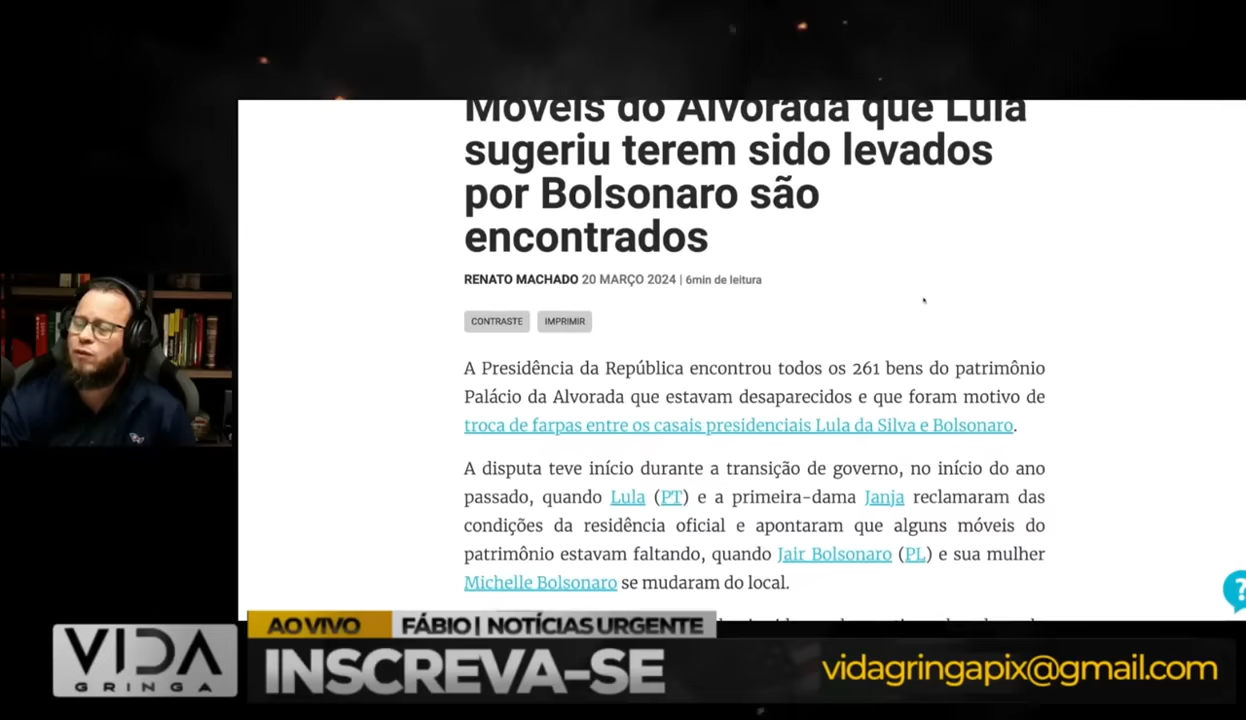 Móveis do Alvorada que Lula
sugeriu terem sido levados
por Bolsonaro são
encontrados
RENATO MACHADO 20 MARÇO 2024 | 6min de leitura
CONTRASTE IMPRIMIR
A Presidência da República encontrou todos os 261 bens do patrimônio
Palácio da Alvorada que estavam desaparecidos e que foram motivo de
troca de farpas entre os casais presidenciais Lula da Silva e Bolsonaro.
A disputa teve início durante a transição de governo, no início do ano
passado, quando Lula (PT) e a primeira-dama Janja reclamaram das
condições da residência oficial e apontaram que alguns móveis do
patrimônio estavam faltando, quando Jair Bolsonaro (PL) e sua mulher
Michelle Bolsonaro se mudaram do local.
?
AO VIVO FÁBIO | NOTÍCIAS URGENTE
VIDA
GRINGA
INSCREVA-SE
vidagringapix@gmail.com